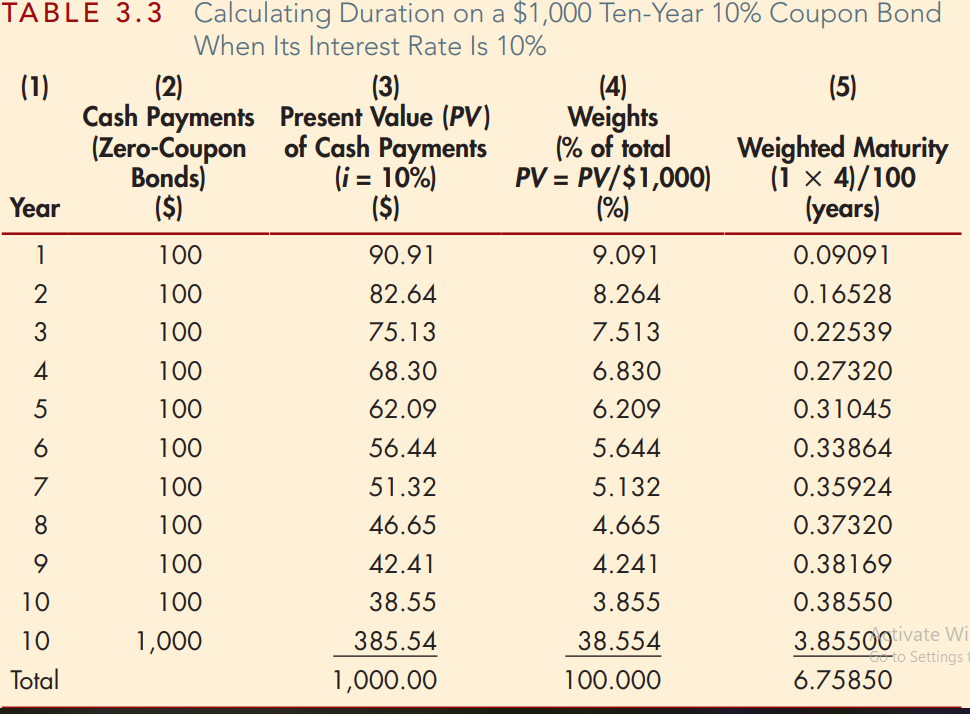 TABLE 3.3 Calculating Duration on a $1,000 Ten-Year 10% Coupon Bond
When Its Interest Rate Is 10%
(1) (2) (3) (4) (5)
Cash Payments Present Value (PV) Weights
(Zero-Coupon of Cash Payments (% of total Weighted Maturity
Bonds) (i = 10%) PV = PV/$1,000) (1 × 4)/100
Year ($) ($) (%) (years)
1 100 90.91 9.091 0.09091
2 100 82.64 8.264 0.16528
3 100 75.13 7.513 0.22539
4 100 68.30 6.830 0.27320
5 100 62.09 6.209 0.31045
6 100 56.44 5.644 0.33864
7 100 51.32 5.132 0.35924
8 100 46.65 4.665 0.37320
9 100 42.41 4.241 0.38169
10 100 38.55 3.855 0.38550
10 1,000 385.54 38.554 3.85500
Total 1,000.00 100.000 6.75850
Activate Wi
Go to Settings t